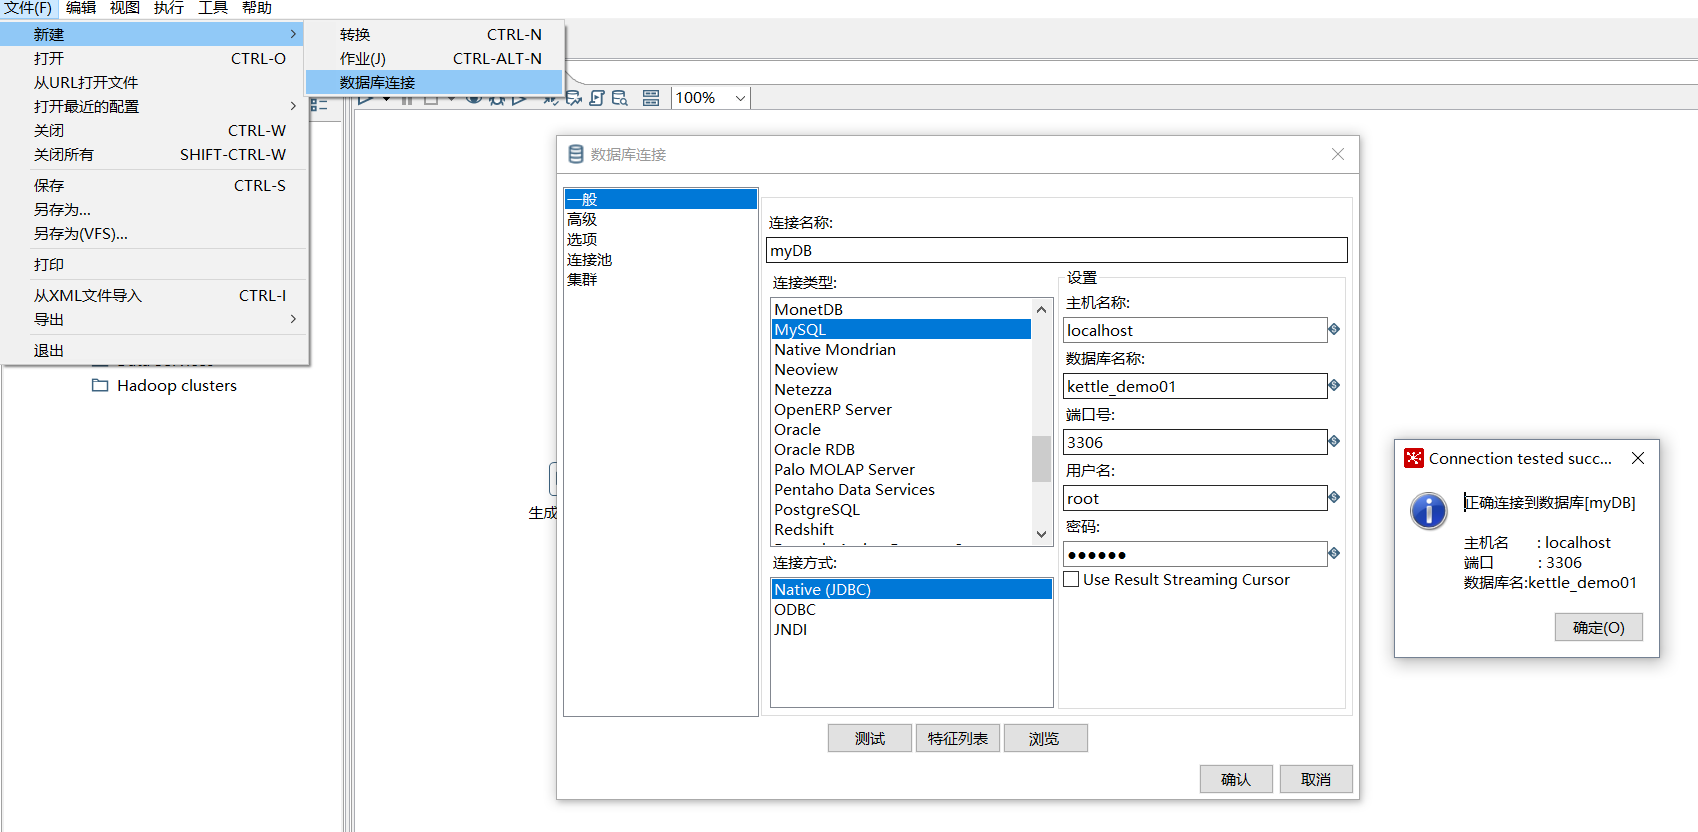 文件(F) 编辑 视图 执行 工具 帮助
新建
打开 CTRL-O
从URL打开文件
打开最近的配置
关闭 CTRL-W
关闭所有 SHIFT-CTRL-W
保存 CTRL-S
另存为...
另存为(VFS)...
打印
从XML文件导入 CTRL-I
导出
退出
Hadoop clusters
转换 CTRL-N
作业(J) CTRL-ALT-N
数据库连接
100%
生成
数据库连接
一般
高级
选项
连接池
集群
连接名称:
myDB
连接类型:
MonetDB
MySQL
Native Mondrian
Neoview
Netezza
OpenERP Server
Oracle
Oracle RDB
Palo MOLAP Server
Pentaho Data Services
PostgreSQL
Redshift
连接方式:
Native (JDBC)
ODBC
JNDI
设置
主机名称:
localhost
数据库名称:
kettle_demo01
端口号:
3306
用户名:
root
密码:
●●●●●●
Use Result Streaming Cursor
测试 特征列表 浏览
确认 取消
Connection tested succ...
正确连接到数据库[myDB]
主机名 : localhost
端口 : 3306
数据库名:kettle_demo01
确定(O)